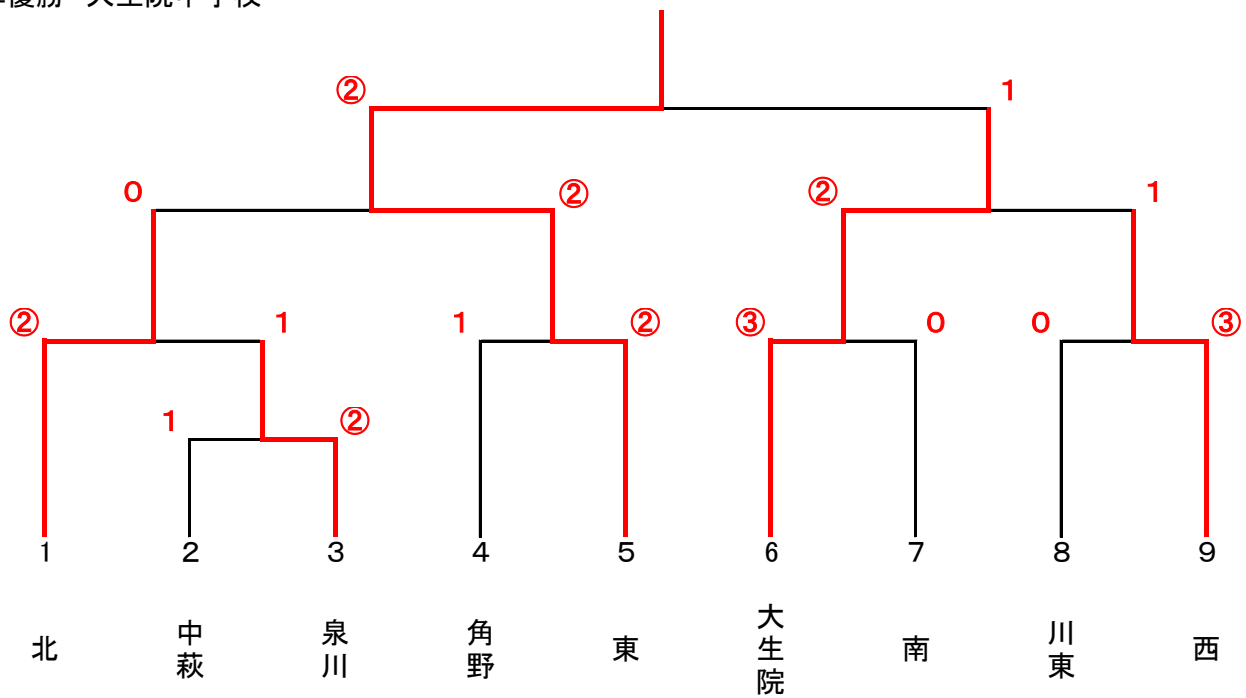 ② 1
0 ② ② 1
② 1 1 ② ③ 0 0 ③
1 ②
1 2 3 4 5 6 7 8 9
北
中萩
泉川
角野
東
大生院
南
川東
西